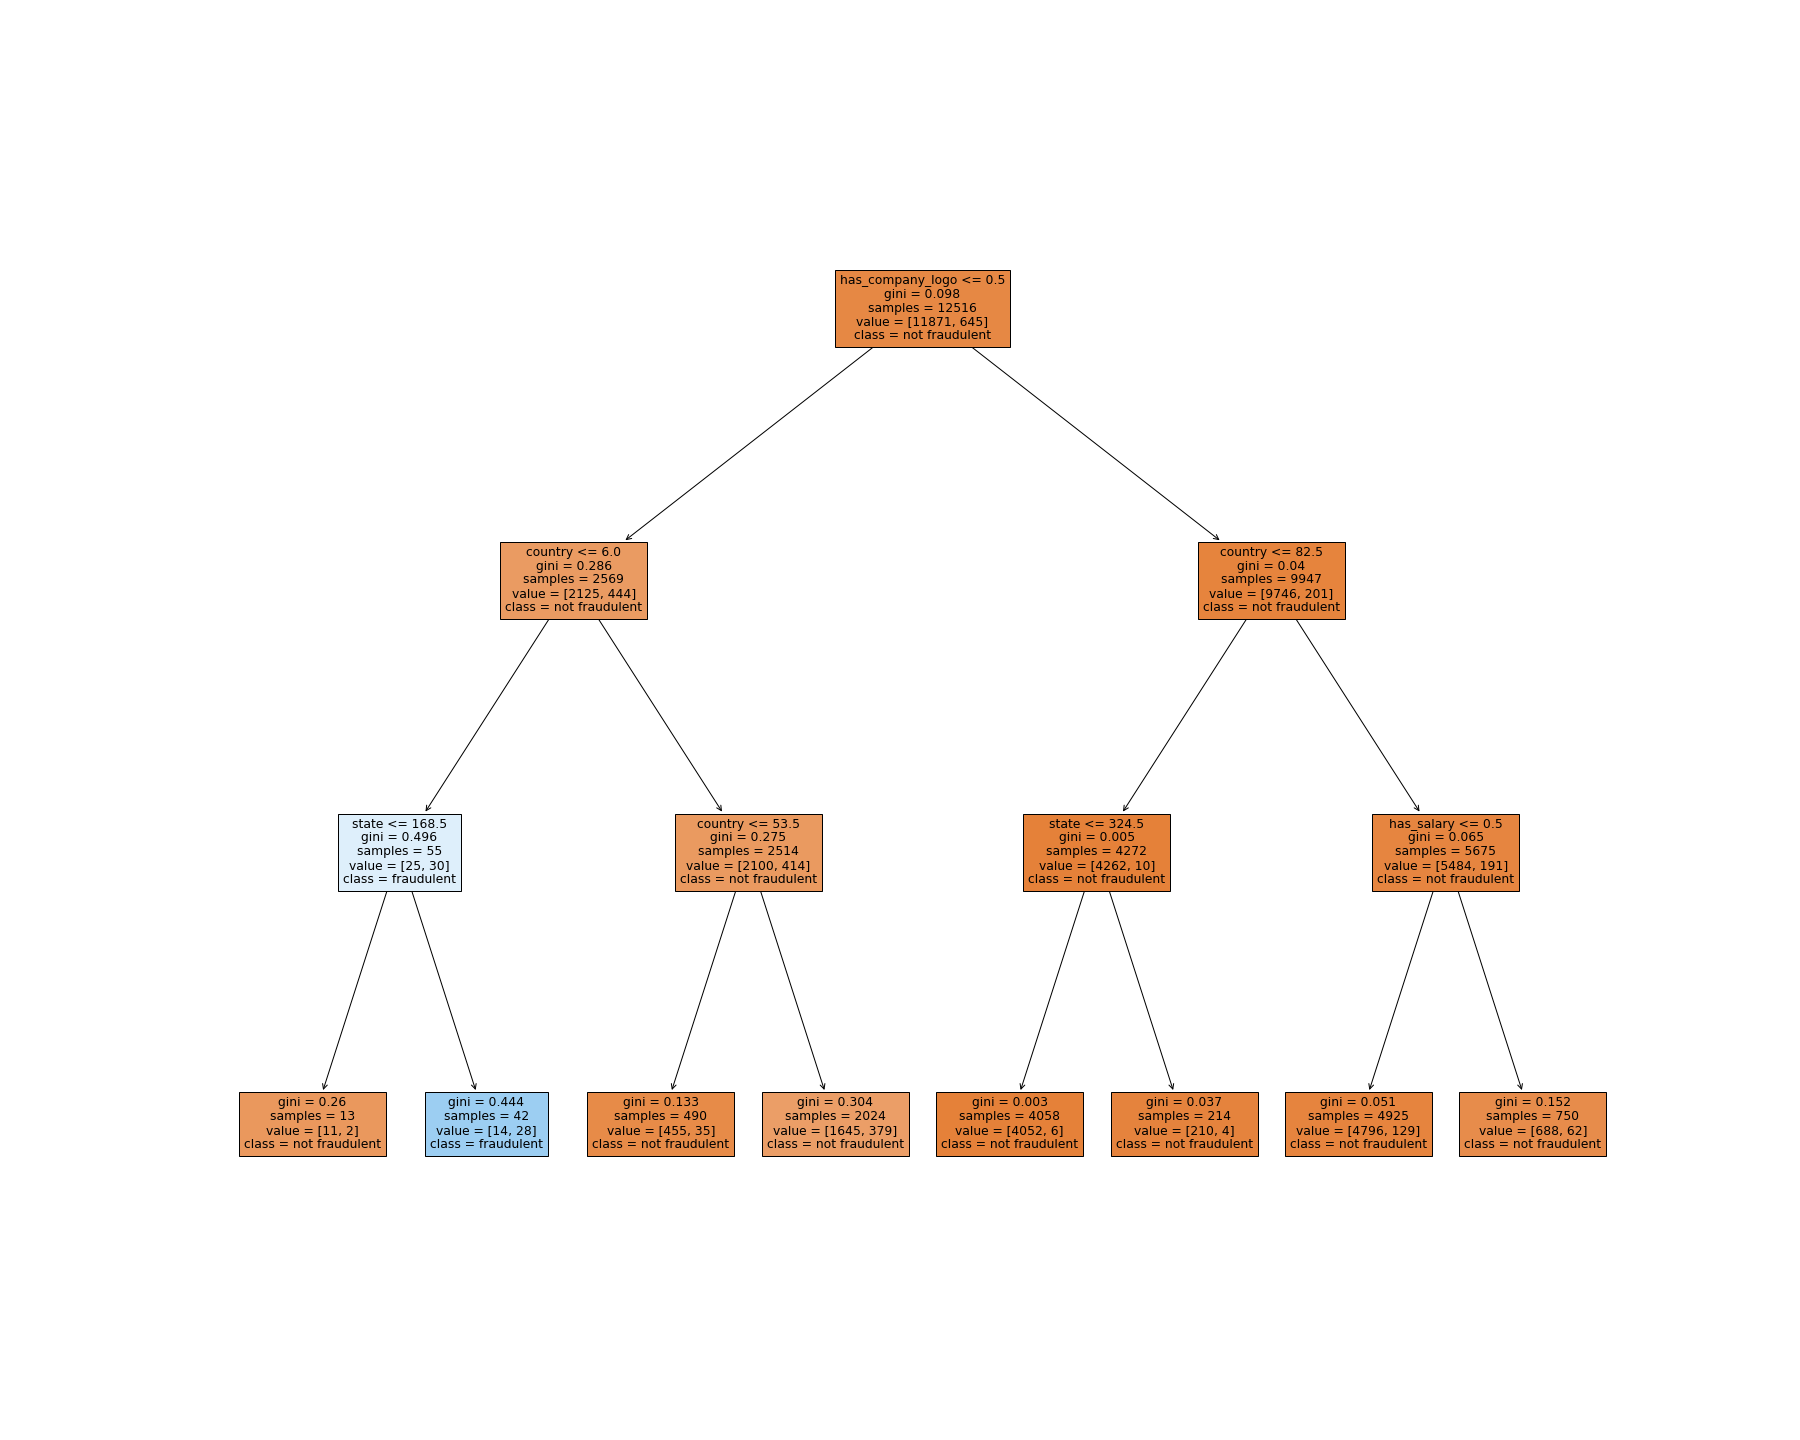 has_company_logo <= 0.5
gini = 0.098
samples = 12516
value = [11871, 645]
class = not fraudulent
country <= 6.0
gini = 0.286
samples = 2569
value = [2125, 444]
class = not fraudulent
country <= 82.5
gini = 0.04
samples = 9947
value = [9746, 201]
class = not fraudulent
state <= 168.5
gini = 0.496
samples = 55
value = [25, 30]
class = fraudulent
country <= 53.5
gini = 0.275
samples = 2514
value = [2100, 414]
class = not fraudulent
state <= 324.5
gini = 0.005
samples = 4272
value = [4262, 10]
class = not fraudulent
has_salary <= 0.5
gini = 0.065
samples = 5675
value = [5484, 191]
class = not fraudulent
gini = 0.26
samples = 13
value = [11, 2]
class = not fraudulent
gini = 0.444
samples = 42
value = [14, 28]
class = fraudulent
gini = 0.133
samples = 490
value = [455, 35]
class = not fraudulent
gini = 0.304
samples = 2024
value = [1645, 379]
class = not fraudulent
gini = 0.003
samples = 4058
value = [4052, 6]
class = not fraudulent
gini = 0.037
samples = 214
value = [210, 4]
class = not fraudulent
gini = 0.051
samples = 4925
value = [4796, 129]
class = not fraudulent
gini = 0.152
samples = 750
value = [688, 62]
class = not fraudulent